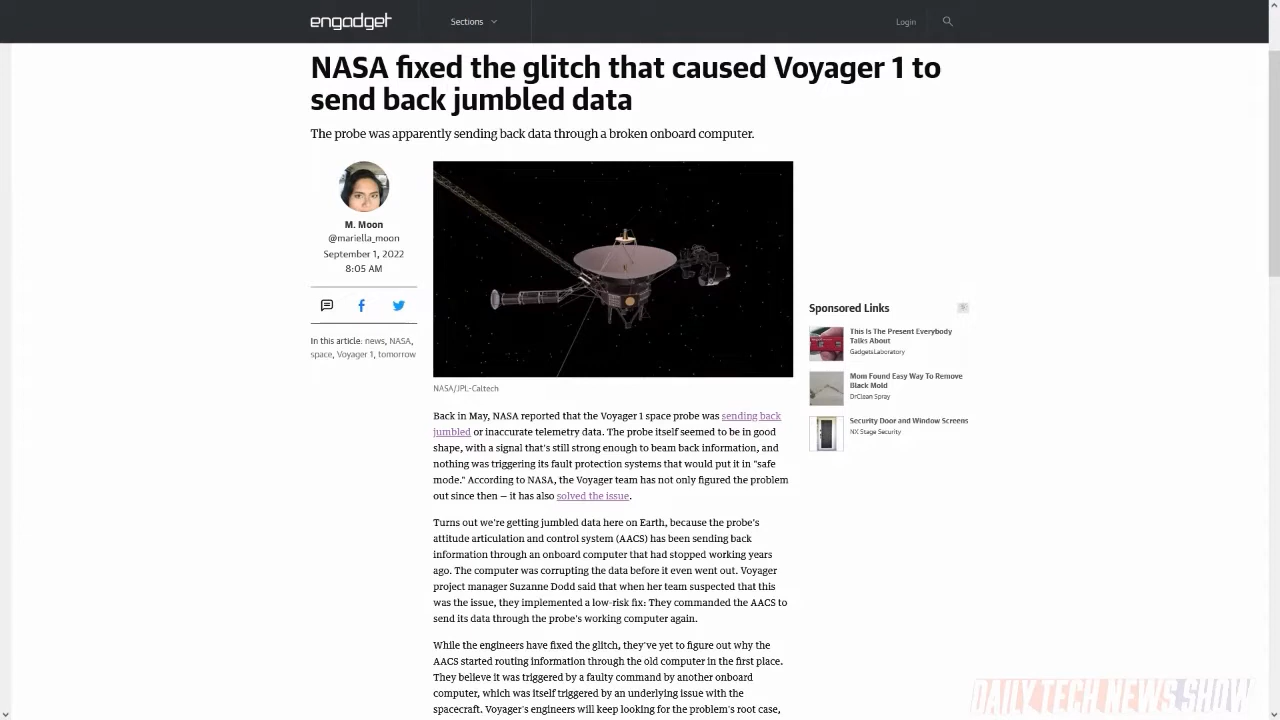 engadget
Sections
Login
NASA fixed the glitch that caused Voyager 1 to
send back jumbled data
The probe was apparently sending back data through a broken onboard computer.
M. Moon
@mariella_moon
September 1, 2022
8:05 AM
In this article: news, NASA,
space, Voyager 1, tomorrow
NASA/JPL-Caltech
Back in May, NASA reported that the Voyager 1 space probe was sending back
jumbled or inaccurate telemetry data. The probe itself seemed to be in good
shape, with a signal that's still strong enough to beam back information, and
nothing was triggering its fault protection systems that would put it in "safe
mode." According to NASA, the Voyager team has not only figured the problem
out since then — it has also solved the issue.
Turns out we're getting jumbled data here on Earth, because the probe's
attitude articulation and control system (AACS) has been sending back
information through an onboard computer that had stopped working years
ago. The computer was corrupting the data before it even went out. Voyager
project manager Suzanne Dodd said that when her team suspected that this
was the issue, they implemented a low-risk fix: They commanded the AACS to
send its data through the probe's working computer again.
While the engineers have fixed the glitch, they've yet to figure out why the
AACS started routing information through the old computer in the first place.
They believe it was triggered by a faulty command by another onboard
computer, which was itself triggered by an underlying issue with the
spacecraft. Voyager's engineers will keep looking for the problem's root case,
Sponsored Links
This Is The Present Everybody
Talks About
GadgetsLaboratory
Mom Found Easy Way To Remove
Black Mold
DrClean Spray
Security Door and Window Screens
NX Stage Security
DAILY TECH NEWS SHOW